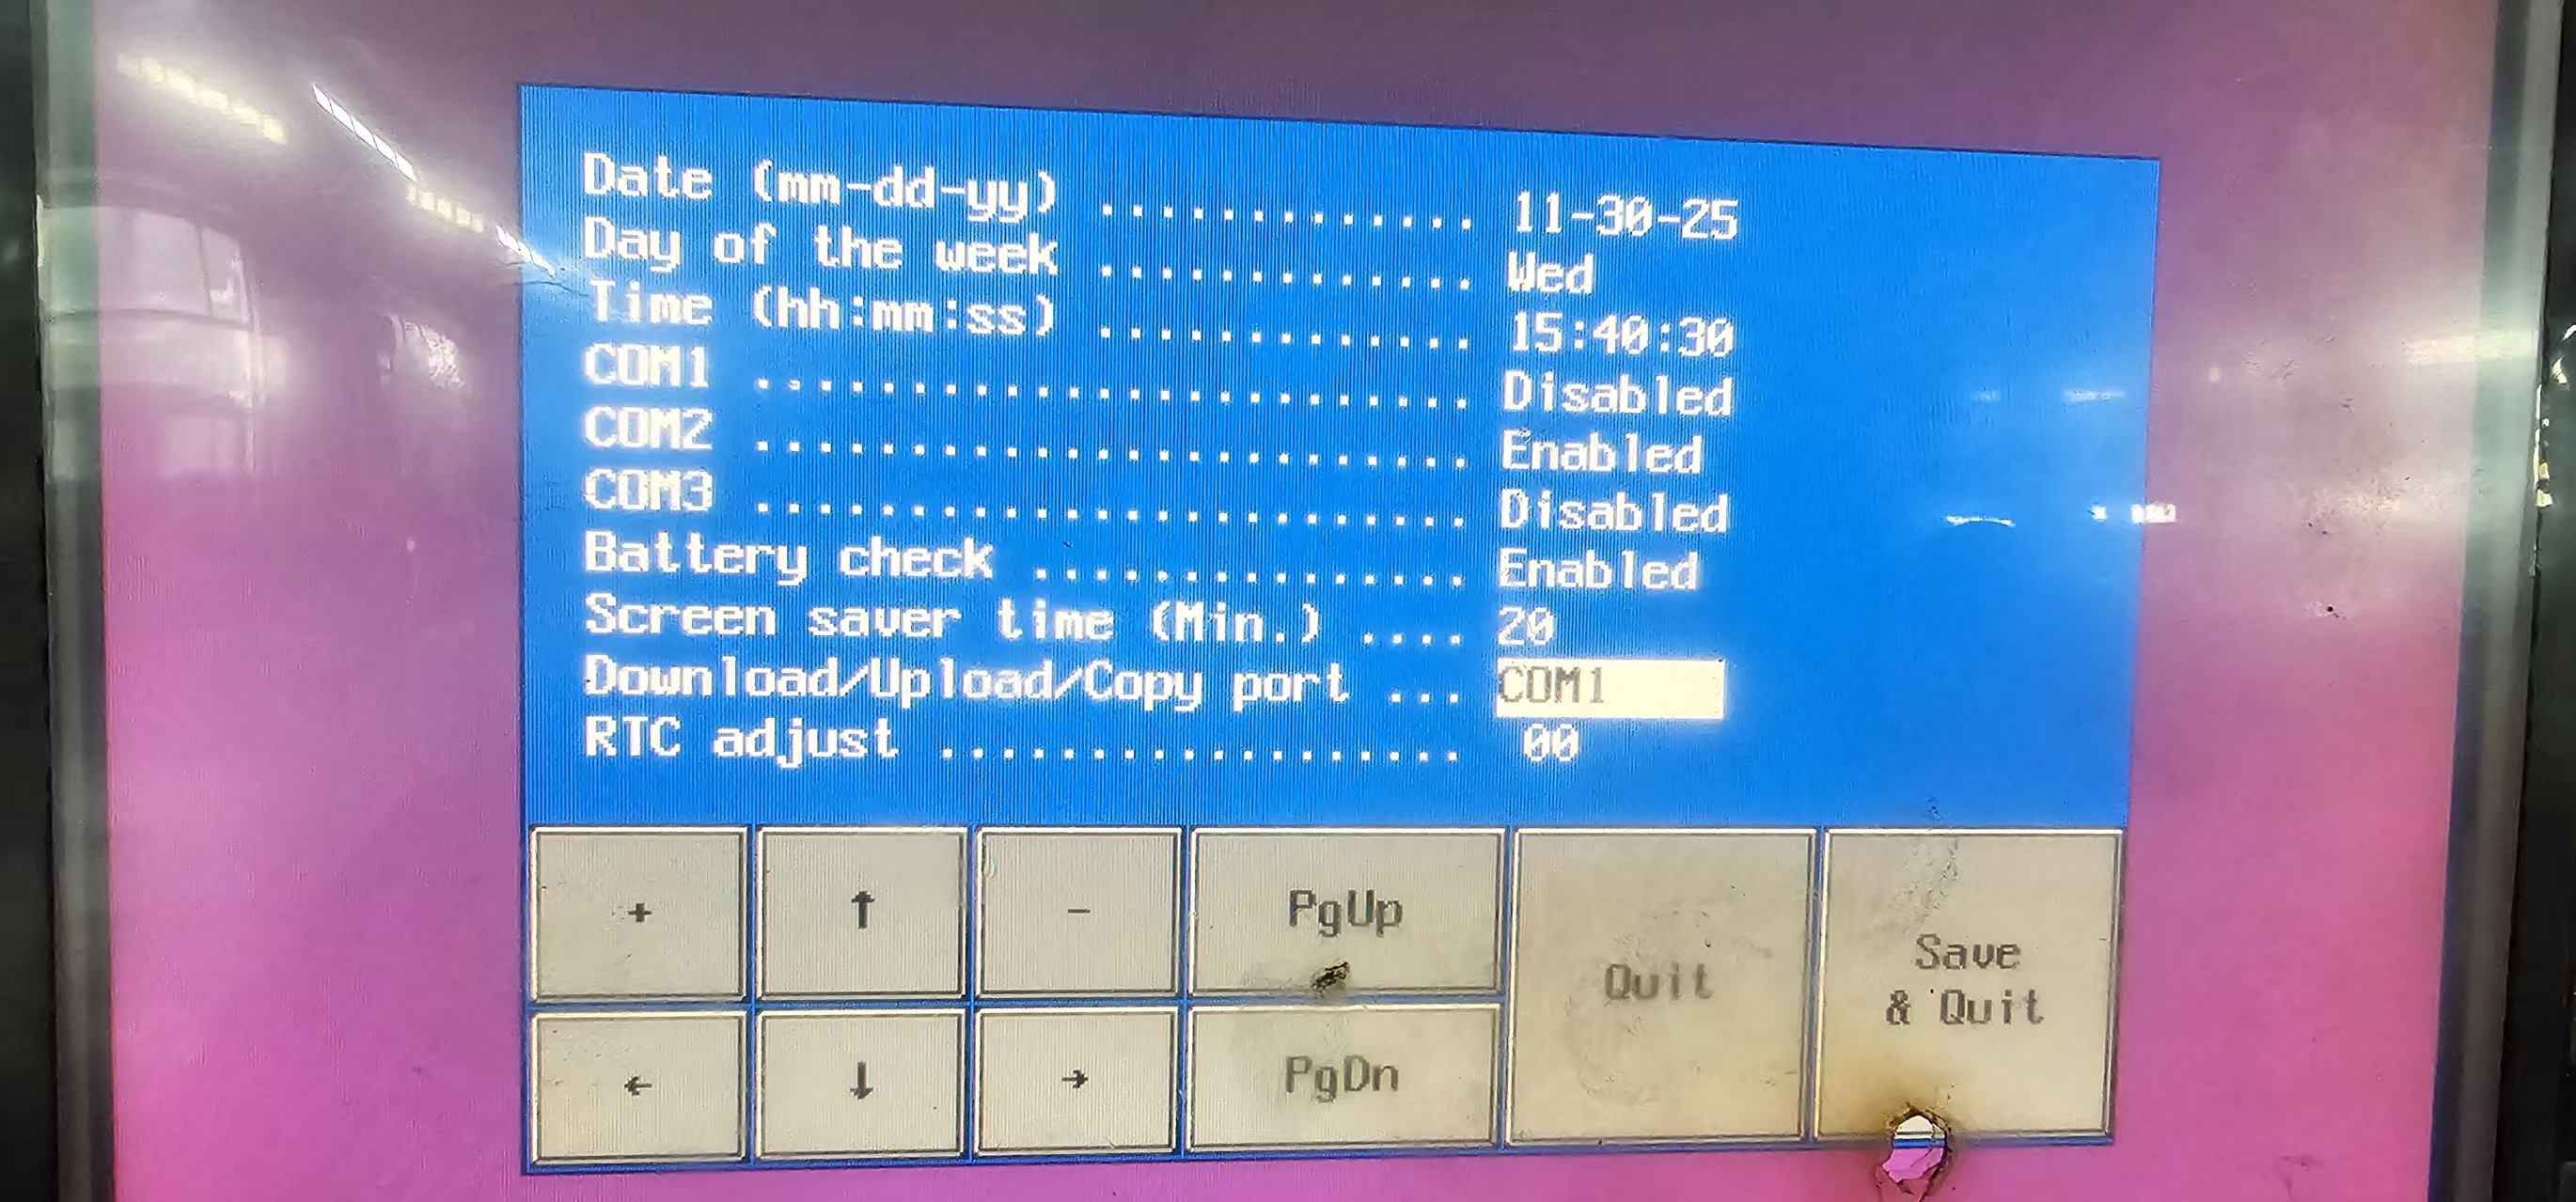 Date (mm-dd-yy) ............. 11-30-25
Day of the week ............. Wed
Time (hh:mm:ss) ............. 15:40:30
COM1 ........................ Disabled
COM2 ........................ Enabled
COM3 ........................ Disabled
Battery check ............... Enabled
Screen saver time (Min.) .... 20
Download/Upload/Copy port ... COM1
RTC adjust .................. 00
+ ↑ - PgUp
← ↓ → PgDn
Quit
Save
& Quit